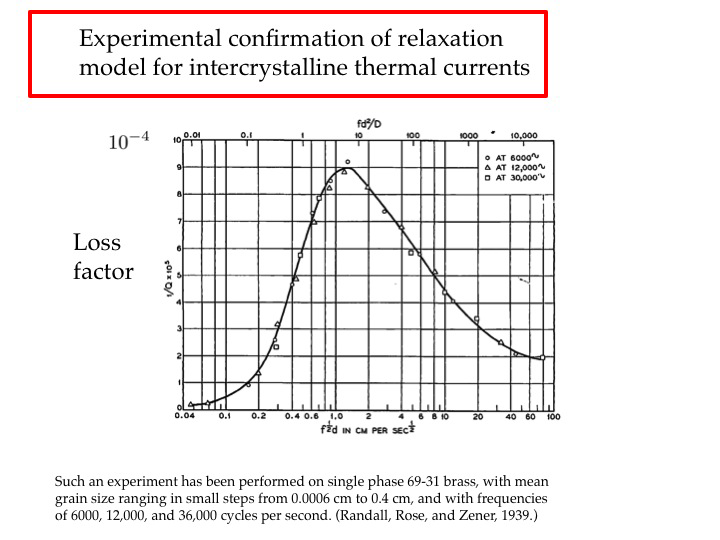 Experimental confirmation of relaxation
model for intercrystalline thermal currents
fd²/D
10⁻⁴
0.01 0.1 1 10 100 1000 10,000
o AT 6000~
△ AT 12,000~
□ AT 30,000~
Loss
factor
1/Q × 10⁵
10
9
8
7
6
5
4
3
2
1
0
0.04 0.1 0.2 0.4 0.6 1.0 2 4 6 8 10 20 40 60 100
f½d IN CM PER SEC½
Such an experiment has been performed on single phase 69-31 brass, with mean
grain size ranging in small steps from 0.0006 cm to 0.4 cm, and with frequencies
of 6000, 12,000, and 36,000 cycles per second. (Randall, Rose, and Zener, 1939.)